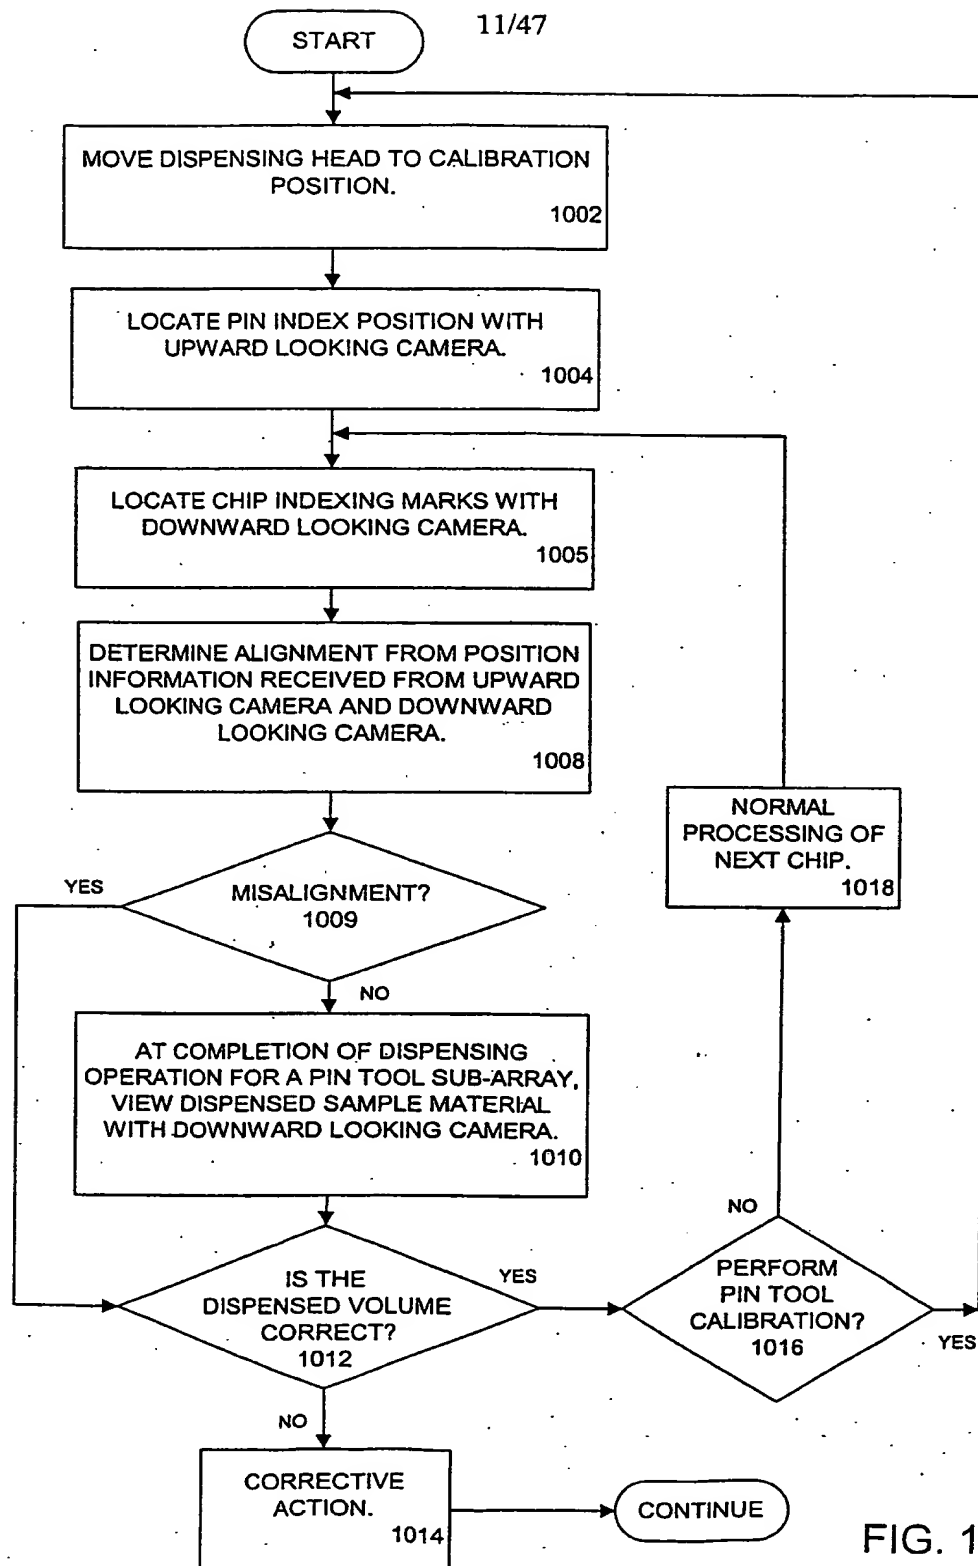 11/47
START
MOVE DISPENSING HEAD TO CALIBRATION
POSITION.
1002
LOCATE PIN INDEX POSITION WITH
UPWARD LOOKING CAMERA.
1004
LOCATE CHIP INDEXING MARKS WITH
DOWNWARD LOOKING CAMERA.
1005
DETERMINE ALIGNMENT FROM POSITION
INFORMATION RECEIVED FROM UPWARD
LOOKING CAMERA AND DOWNWARD
LOOKING CAMERA.
1008
NORMAL
PROCESSING OF
NEXT CHIP.
1018
YES
MISALIGNMENT?
1009
NO
AT COMPLETION OF DISPENSING
OPERATION FOR A PIN TOOL SUB-ARRAY,
VIEW DISPENSED SAMPLE MATERIAL
WITH DOWNWARD LOOKING CAMERA.
1010
NO
IS THE
DISPENSED VOLUME
CORRECT?
1012
YES
PERFORM
PIN TOOL
CALIBRATION?
1016
YES
NO
CORRECTIVE
ACTION.
1014
CONTINUE
FIG. 1